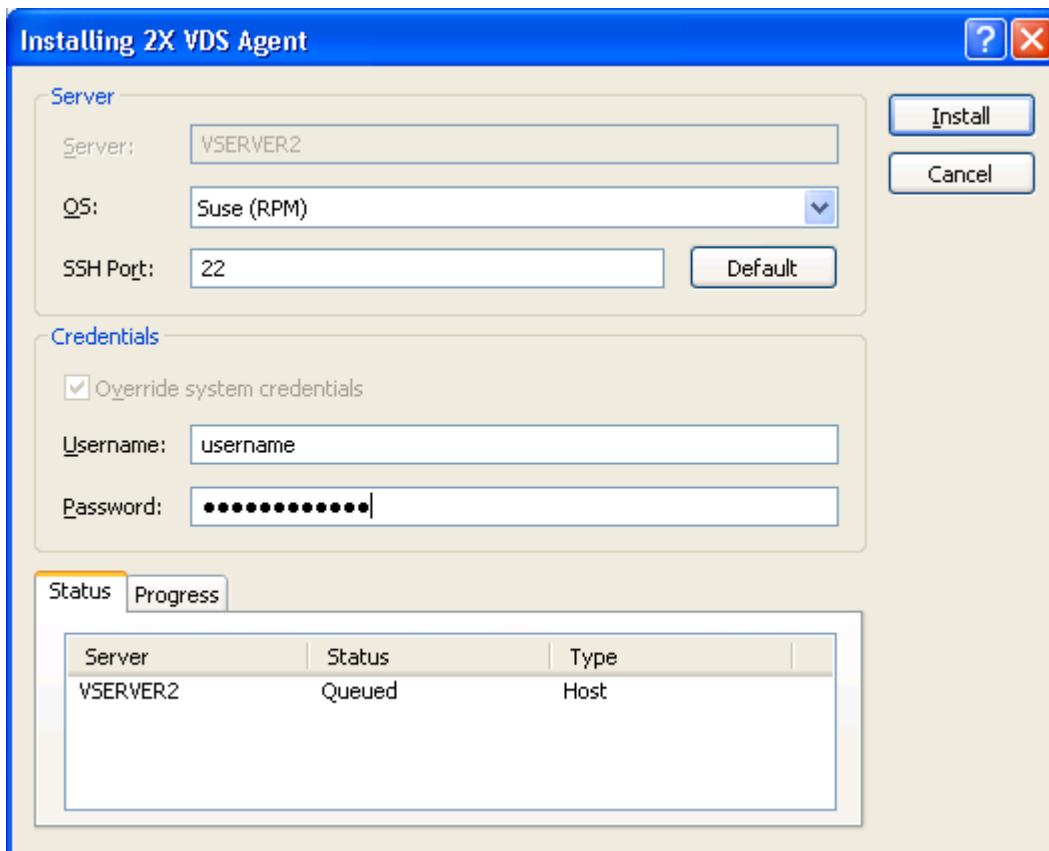 Installing 2X VDS Agent
Server
Server: VSERVER2
Install
Cancel
OS: Suse (RPM)
SSH Port: 22 Default
Credentials
Override system credentials
Username: username
Password: ●●●●●●●●●●●●
Status Progress
Server Status Type
VSERVER2 Queued Host